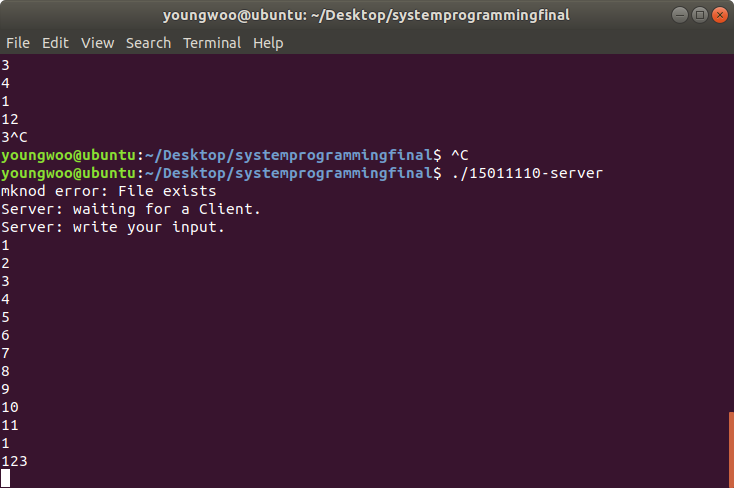 youngwoo@ubuntu: ~/Desktop/systemprogrammingfinal
File Edit View Search Terminal Help
3
4
1
12
3^C
youngwoo@ubuntu:~/Desktop/systemprogrammingfinal$ ^C
youngwoo@ubuntu:~/Desktop/systemprogrammingfinal$ ./15011110-server
mknod error: File exists
Server: waiting for a Client.
Server: write your input.
1
2
3
4
5
6
7
8
9
10
11
1
123